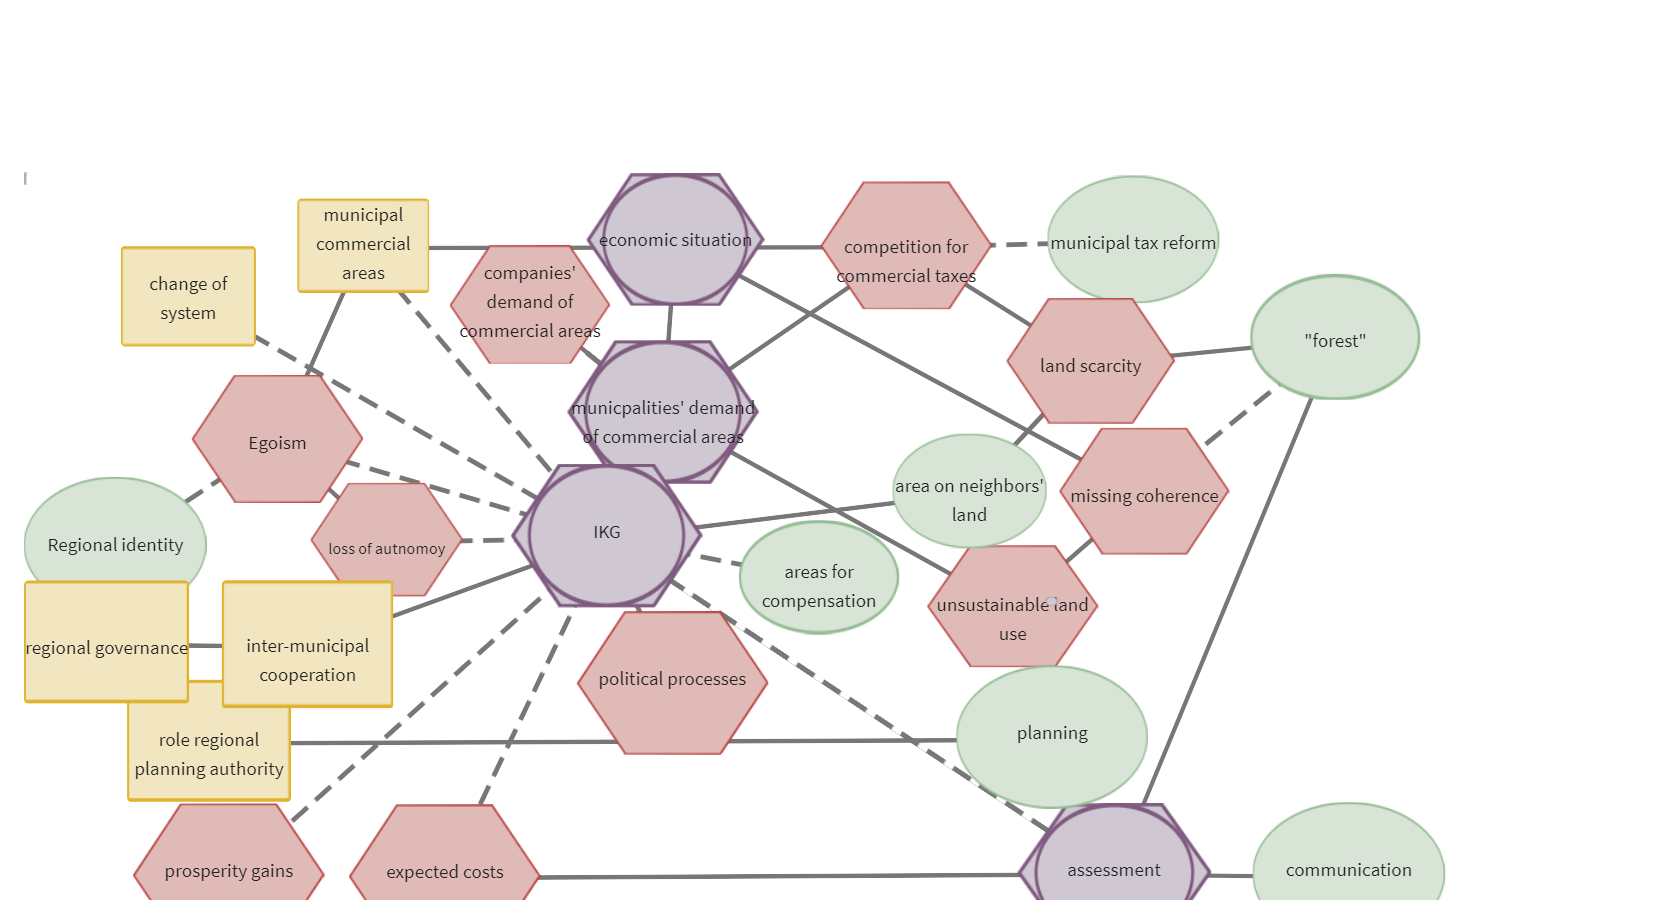 municipal
commercial
areas
change of
system
companies'
demand of
commercial areas
economic situation
competition for
commercial taxes
municipal tax reform
"forest"
land scarcity
municpalities' demand
of commercial areas
Egoism
area on neighbors'
land
missing coherence
Regional identity
loss of autnomoy
IKG
areas for
compensation
unsustainable land
use
regional governance
inter-municipal
cooperation
political processes
planning
role regional
planning authority
prosperity gains
expected costs
assessment
communication